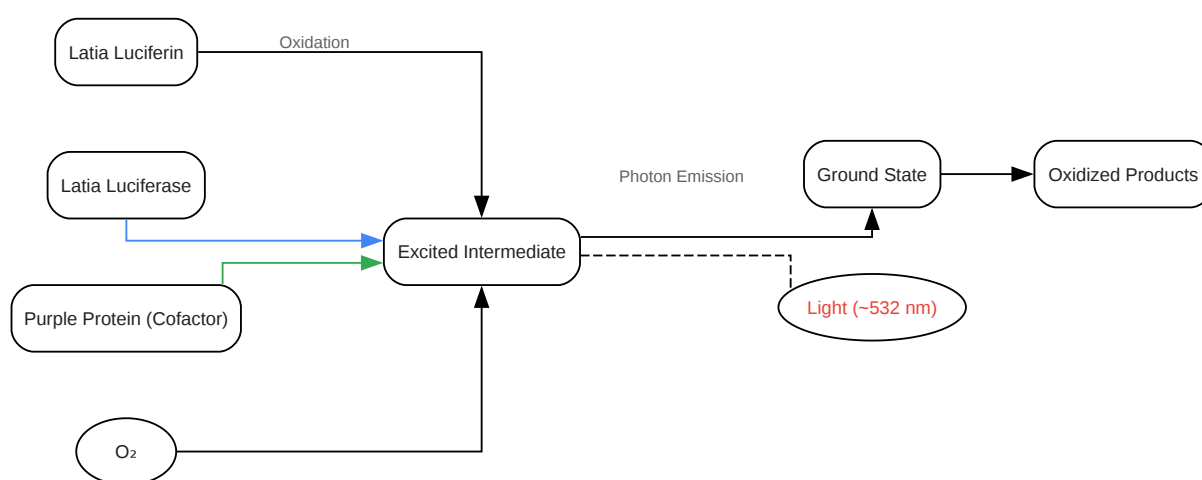 Latia Luciferin
Oxidation
Latia Luciferase
Photon Emission
Ground State
Oxidized Products
Excited Intermediate
Purple Protein (Cofactor)
Light (~532 nm)
O₂